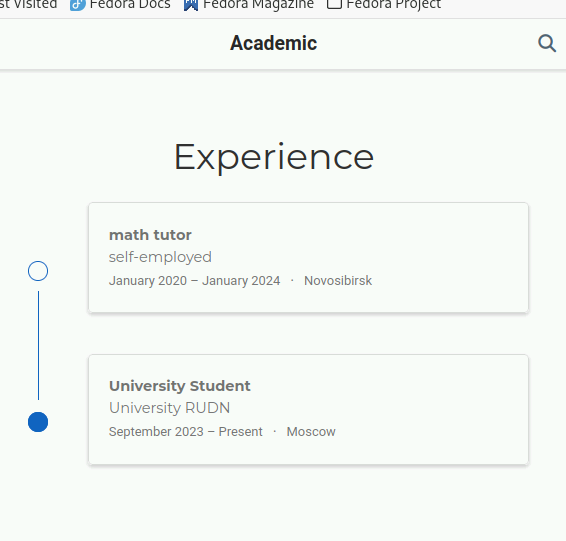 st Visited Fedora Docs Fedora Magazine Fedora Project
Academic
Experience
math tutor
self-employed
January 2020 – January 2024 · Novosibirsk
University Student
University RUDN
September 2023 – Present · Moscow